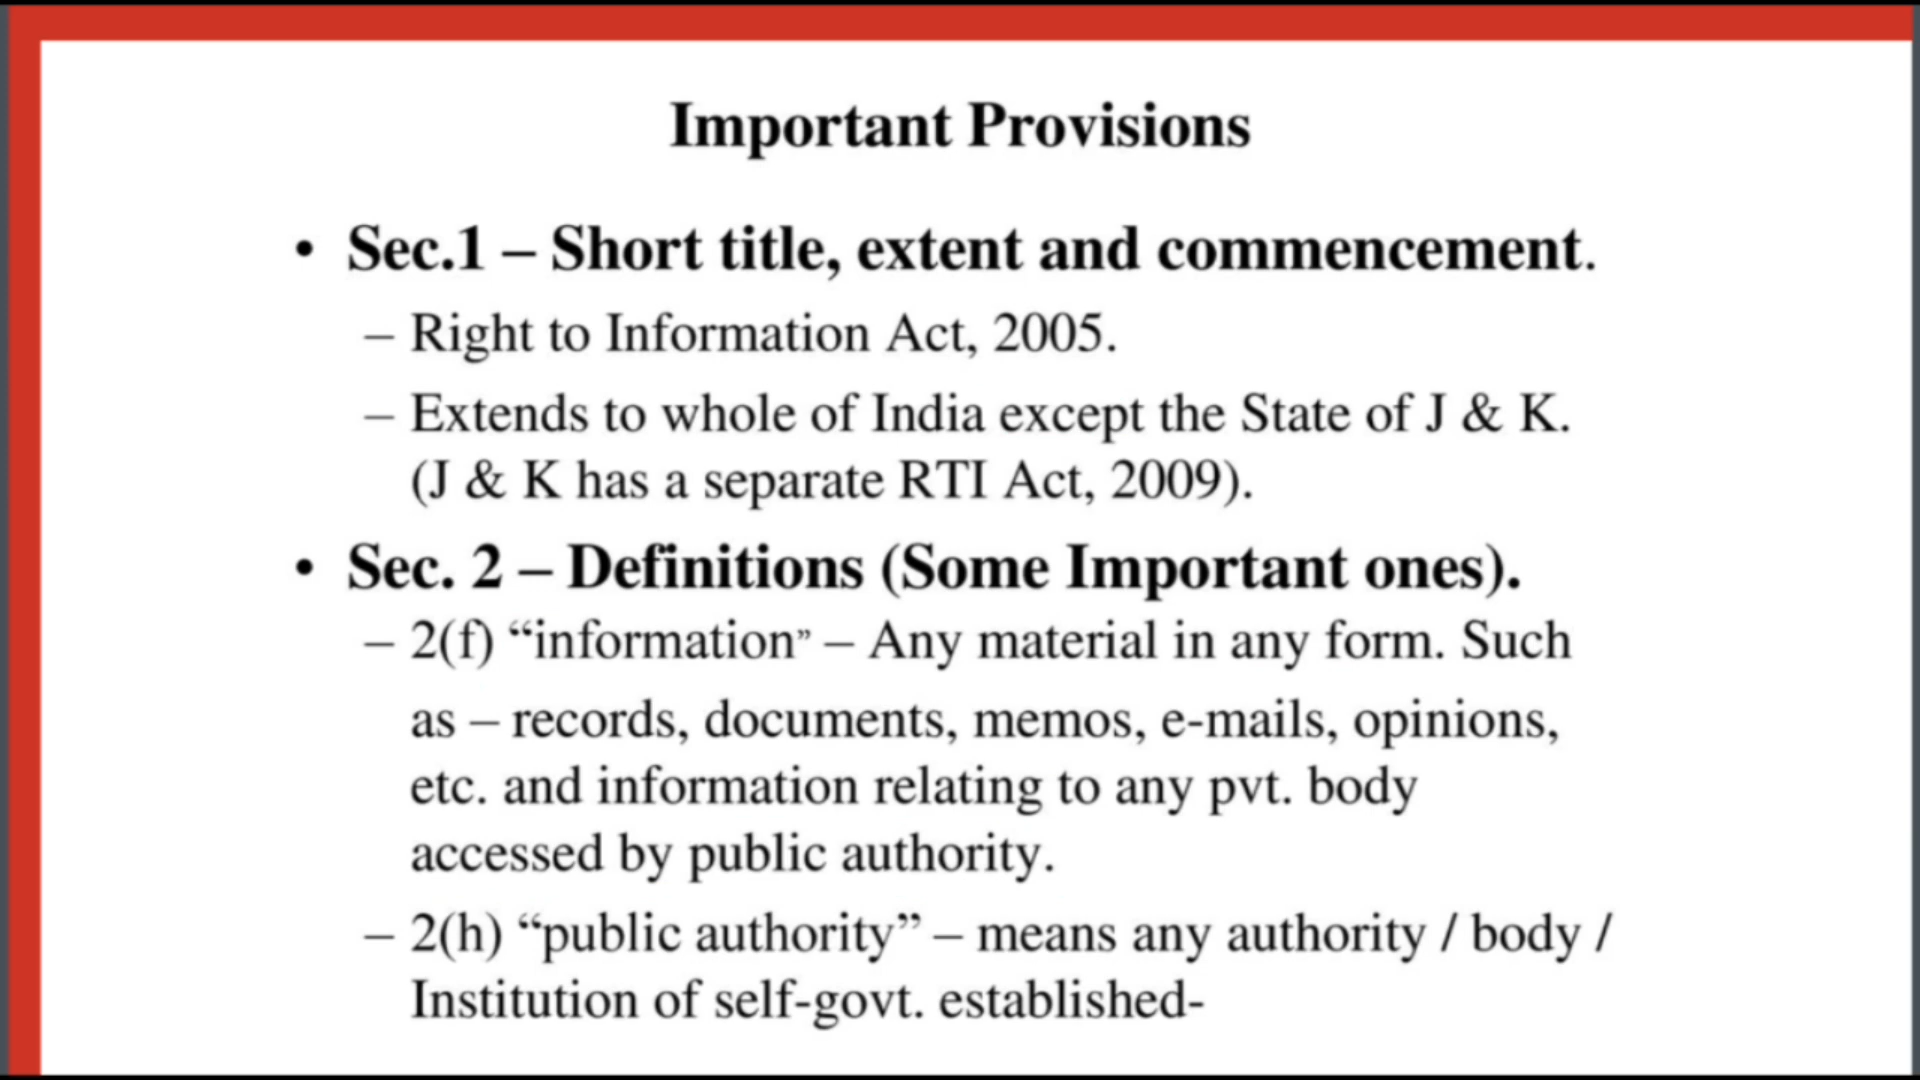 Important Provisions
• Sec.1 – Short title, extent and commencement.
– Right to Information Act, 2005.
– Extends to whole of India except the State of J & K.
(J & K has a separate RTI Act, 2009).
• Sec. 2 – Definitions (Some Important ones).
– 2(f) “information” – Any material in any form. Such
as – records, documents, memos, e-mails, opinions,
etc. and information relating to any pvt. body
accessed by public authority.
– 2(h) “public authority” – means any authority / body /
Institution of self-govt. established-